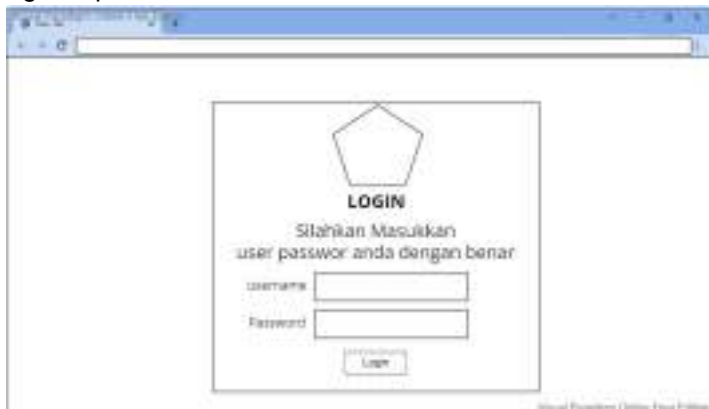 LOGIN
Silahkan Masukkan
user passwor anda dengan benar
username
Password
Login